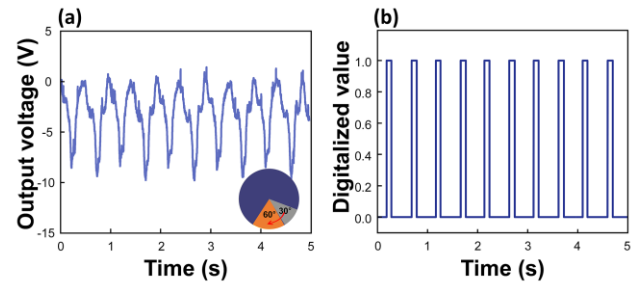 (a)
Output voltage (V)
5
0
-5
-10
-15
60°
30°
0 1 2 3 4 5
Time (s)
(b)
Digitalized value
1.0
0.8
0.6
0.4
0.2
0.0
0 1 2 3 4 5
Time (s)